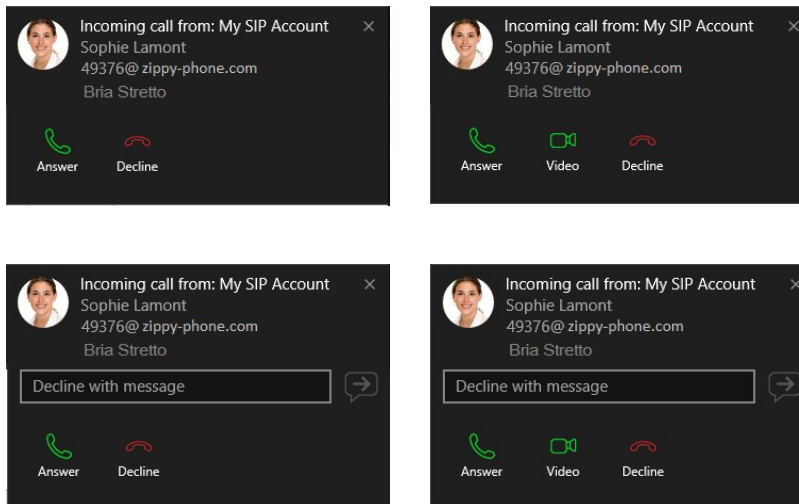 Incoming call from: My SIP Account
Sophie Lamont
49376@ zippy-phone.com
Bria Stretto
Answer Decline
Incoming call from: My SIP Account
Sophie Lamont
49376@ zippy-phone.com
Bria Stretto
Answer Video Decline
Incoming call from: My SIP Account
Sophie Lamont
49376@ zippy-phone.com
Bria Stretto
Decline with message
Answer Decline
Incoming call from: My SIP Account
Sophie Lamont
49376@ zippy-phone.com
Bria Stretto
Decline with message
Answer Video Decline